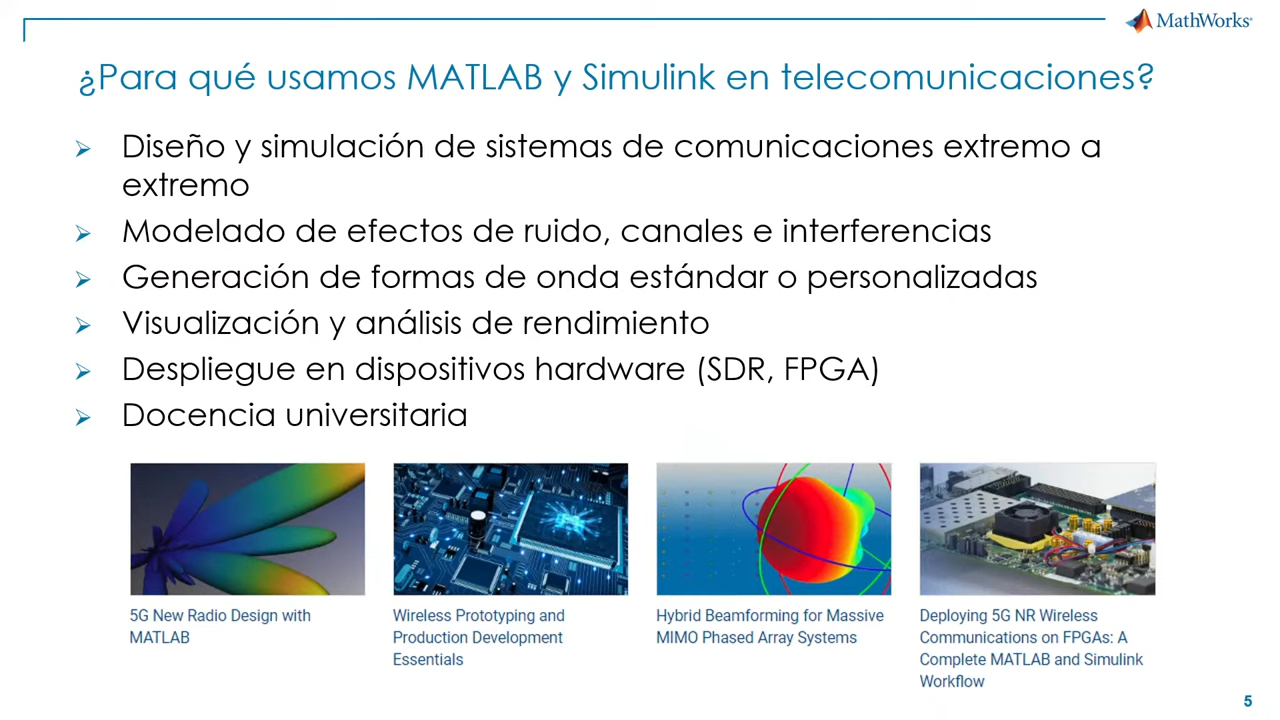 MathWorks
¿Para qué usamos MATLAB y Simulink en telecomunicaciones?
Diseño y simulación de sistemas de comunicaciones extremo a
extremo
Modelado de efectos de ruido, canales e interferencias
Generación de formas de onda estándar o personalizadas
Visualización y análisis de rendimiento
Despliegue en dispositivos hardware (SDR, FPGA)
Docencia universitaria
5G New Radio Design with
MATLAB
Wireless Prototyping and
Production Development
Essentials
Hybrid Beamforming for Massive
MIMO Phased Array Systems
Deploying 5G NR Wireless
Communications on FPGAs: A
Complete MATLAB and Simulink
Workflow
5